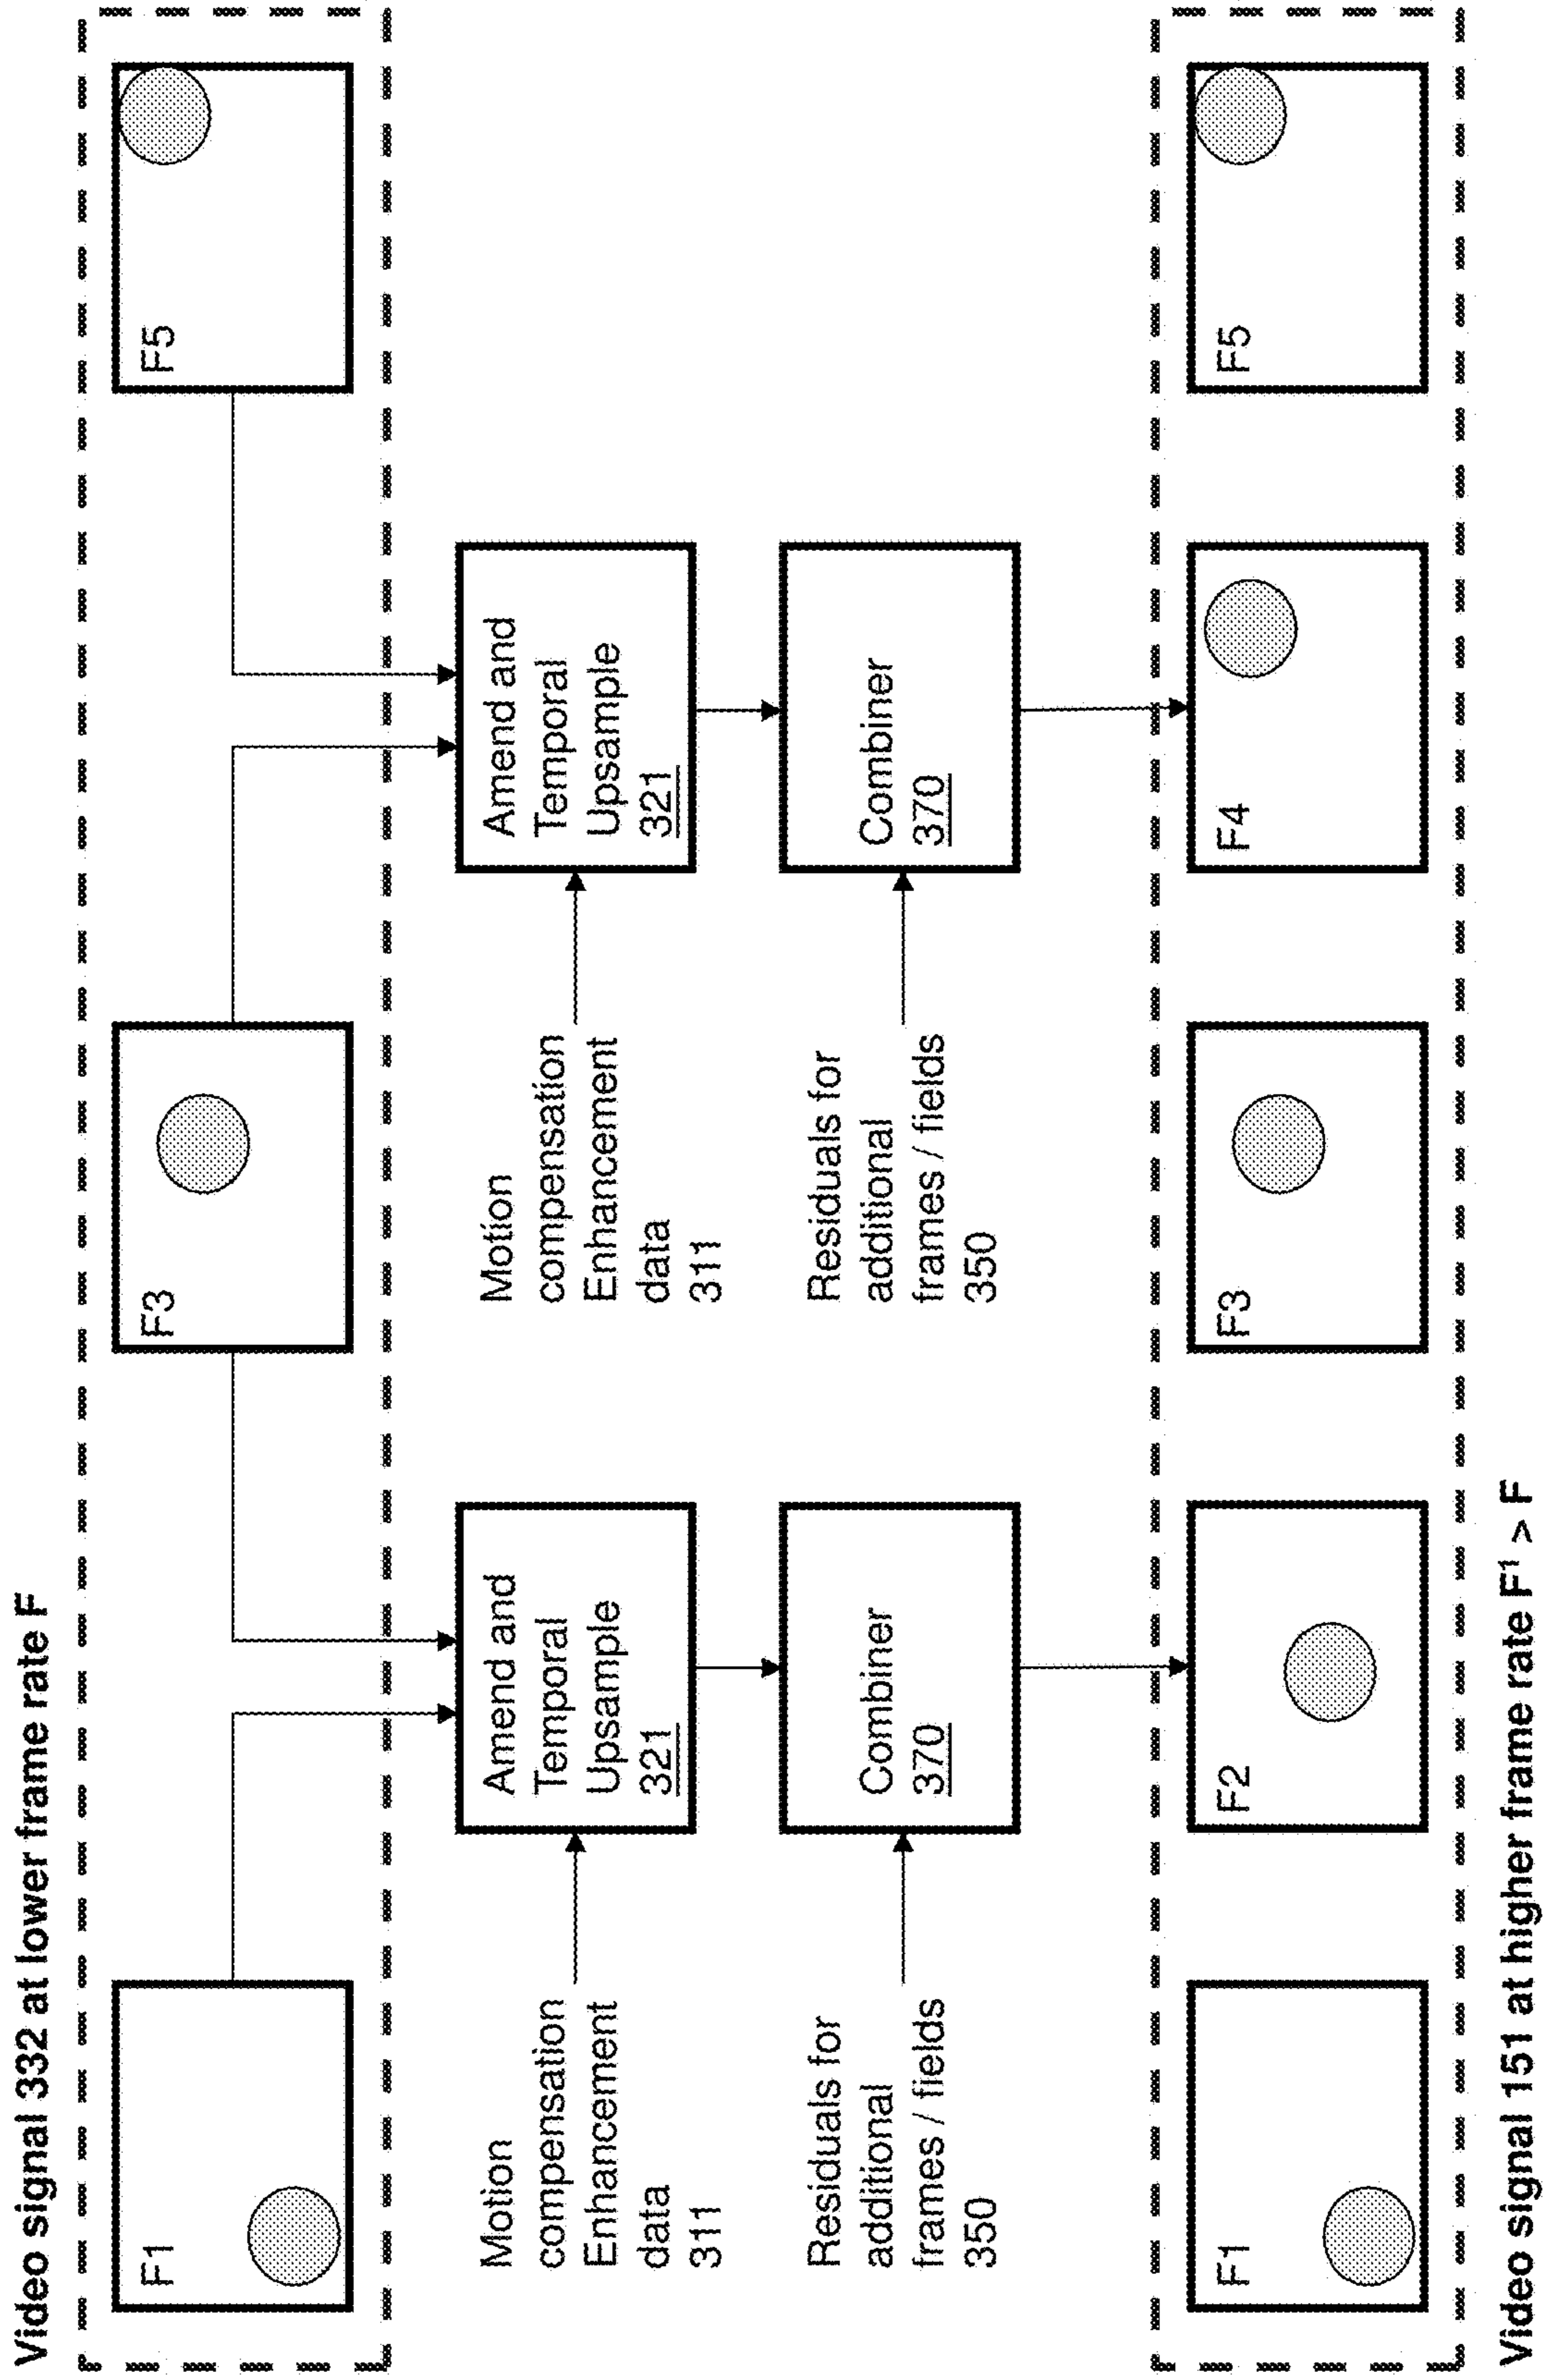 Video signal 332 at lower frame rate F
F1
F3
F5
Motion
compensation
Enhancement
data
311
Amend and
Temporal
Upsample
321
Motion
compensation
Enhancement
data
311
Amend and
Temporal
Upsample
321
Residuals for
additional
frames / fields
350
Combiner
370
Residuals for
additional
frames / fields
350
Combiner
370
F1
F2
F3
F4
F5
Video signal 151 at higher frame rate F¹ > F